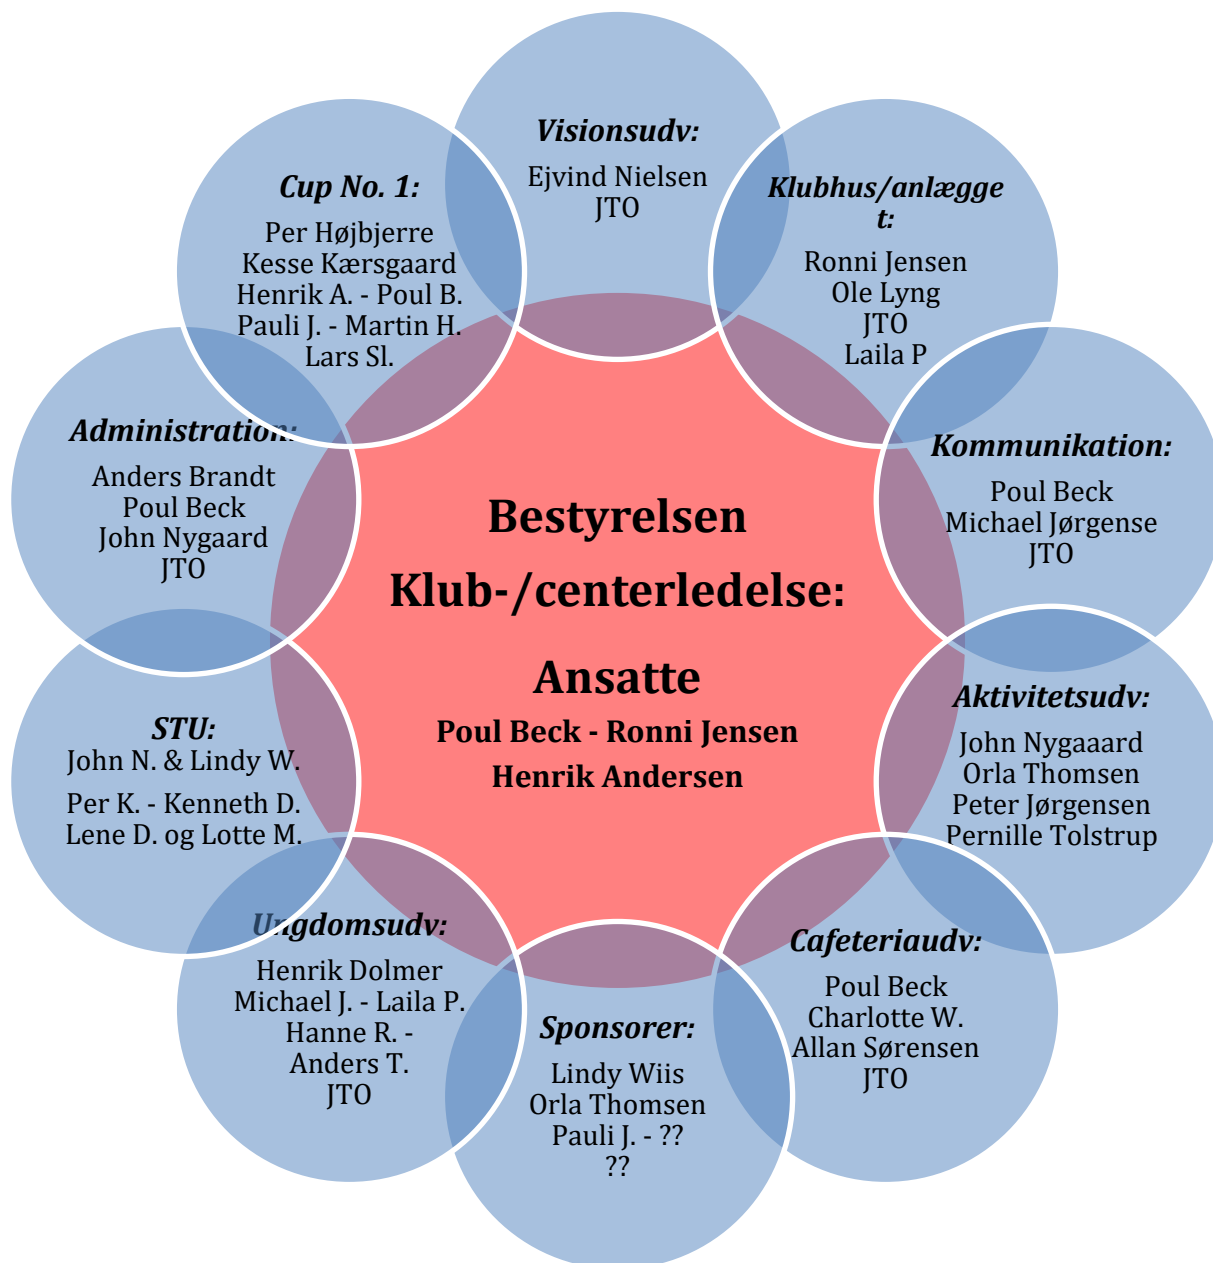 Visionsudv:
Ejvind Nielsen
JTO
Klubhus/anlægge
t:
Ronni Jensen
Ole Lyng
JTO
Laila P
Kommunikation:
Poul Beck
Michael Jørgense
JTO
Aktivitetsudv:
John Nygaaard
Orla Thomsen
Peter Jørgensen
Pernille Tolstrup
Cafeteriaudv:
Poul Beck
Charlotte W.
Allan Sørensen
JTO
Sponsorer:
Lindy Wiis
Orla Thomsen
Pauli J. - ??
??
Ungdomsudv:
Henrik Dolmer
Michael J. - Laila P.
Hanne R. -
Anders T.
JTO
STU:
John N. & Lindy W.
Per K. - Kenneth D.
Lene D. og Lotte M.
Administration:
Anders Brandt
Poul Beck
John Nygaard
JTO
Cup No. 1:
Per Højbjerre
Kesse Kærsgaard
Henrik A. - Poul B.
Pauli J. - Martin H.
Lars Sl.
Bestyrelsen
Klub-/centerledelse:
Ansatte
Poul Beck - Ronni Jensen
Henrik Andersen